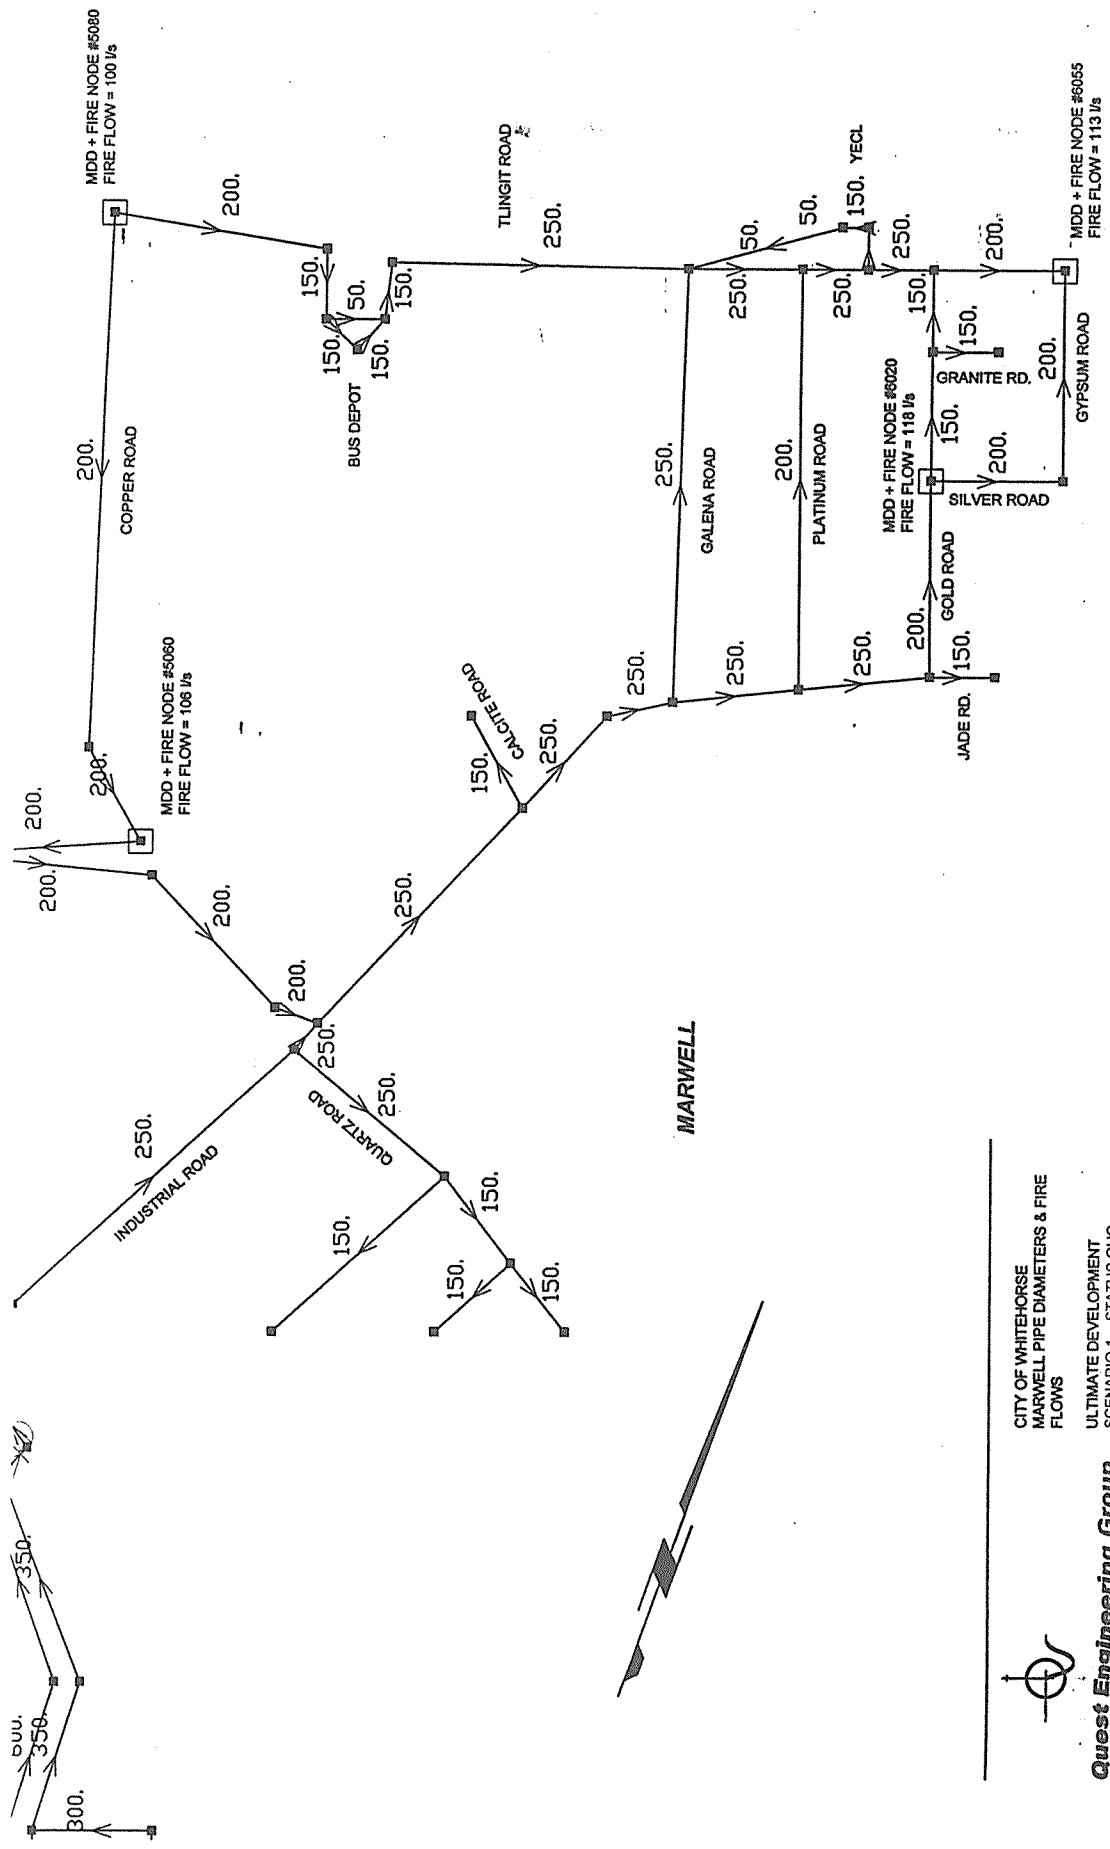 MDD + FIRE NODE #5080
FIRE FLOW = 100 l/s
200.
200.
COPPER ROAD
150.
50.
150.
150.
150.
BUS DEPOT
TLINGIT ROAD
250.
50.
50.
150.
YECL
250.
250.
250.
200.
MDD + FIRE NODE #6055
FIRE FLOW = 113 l/s
150.
150.
GRANITE RD.
200.
GYPSUM ROAD
MDD + FIRE NODE #6020
FIRE FLOW = 118 l/s
150.
200.
SILVER ROAD
250.
GALENA ROAD
200.
PLATINUM ROAD
GOLD ROAD
200.
150.
JADE RD.
250.
250.
250.
CALCITE ROAD
150.
250.
MDD + FIRE NODE #5060
FIRE FLOW = 106 l/s
200.
200.
200.
200.
200.
250.
250.
250.
INDUSTRIAL ROAD
QUARTZ ROAD
250.
150.
150.
150.
150.
MARWELL
350.
350.
300.
CITY OF WHITEHORSE
MARWELL PIPE DIAMETERS & FIRE
FLOWS
ULTIMATE DEVELOPMENT
SCENARIO 1 - STATUS QUO
Quest Engineering Group